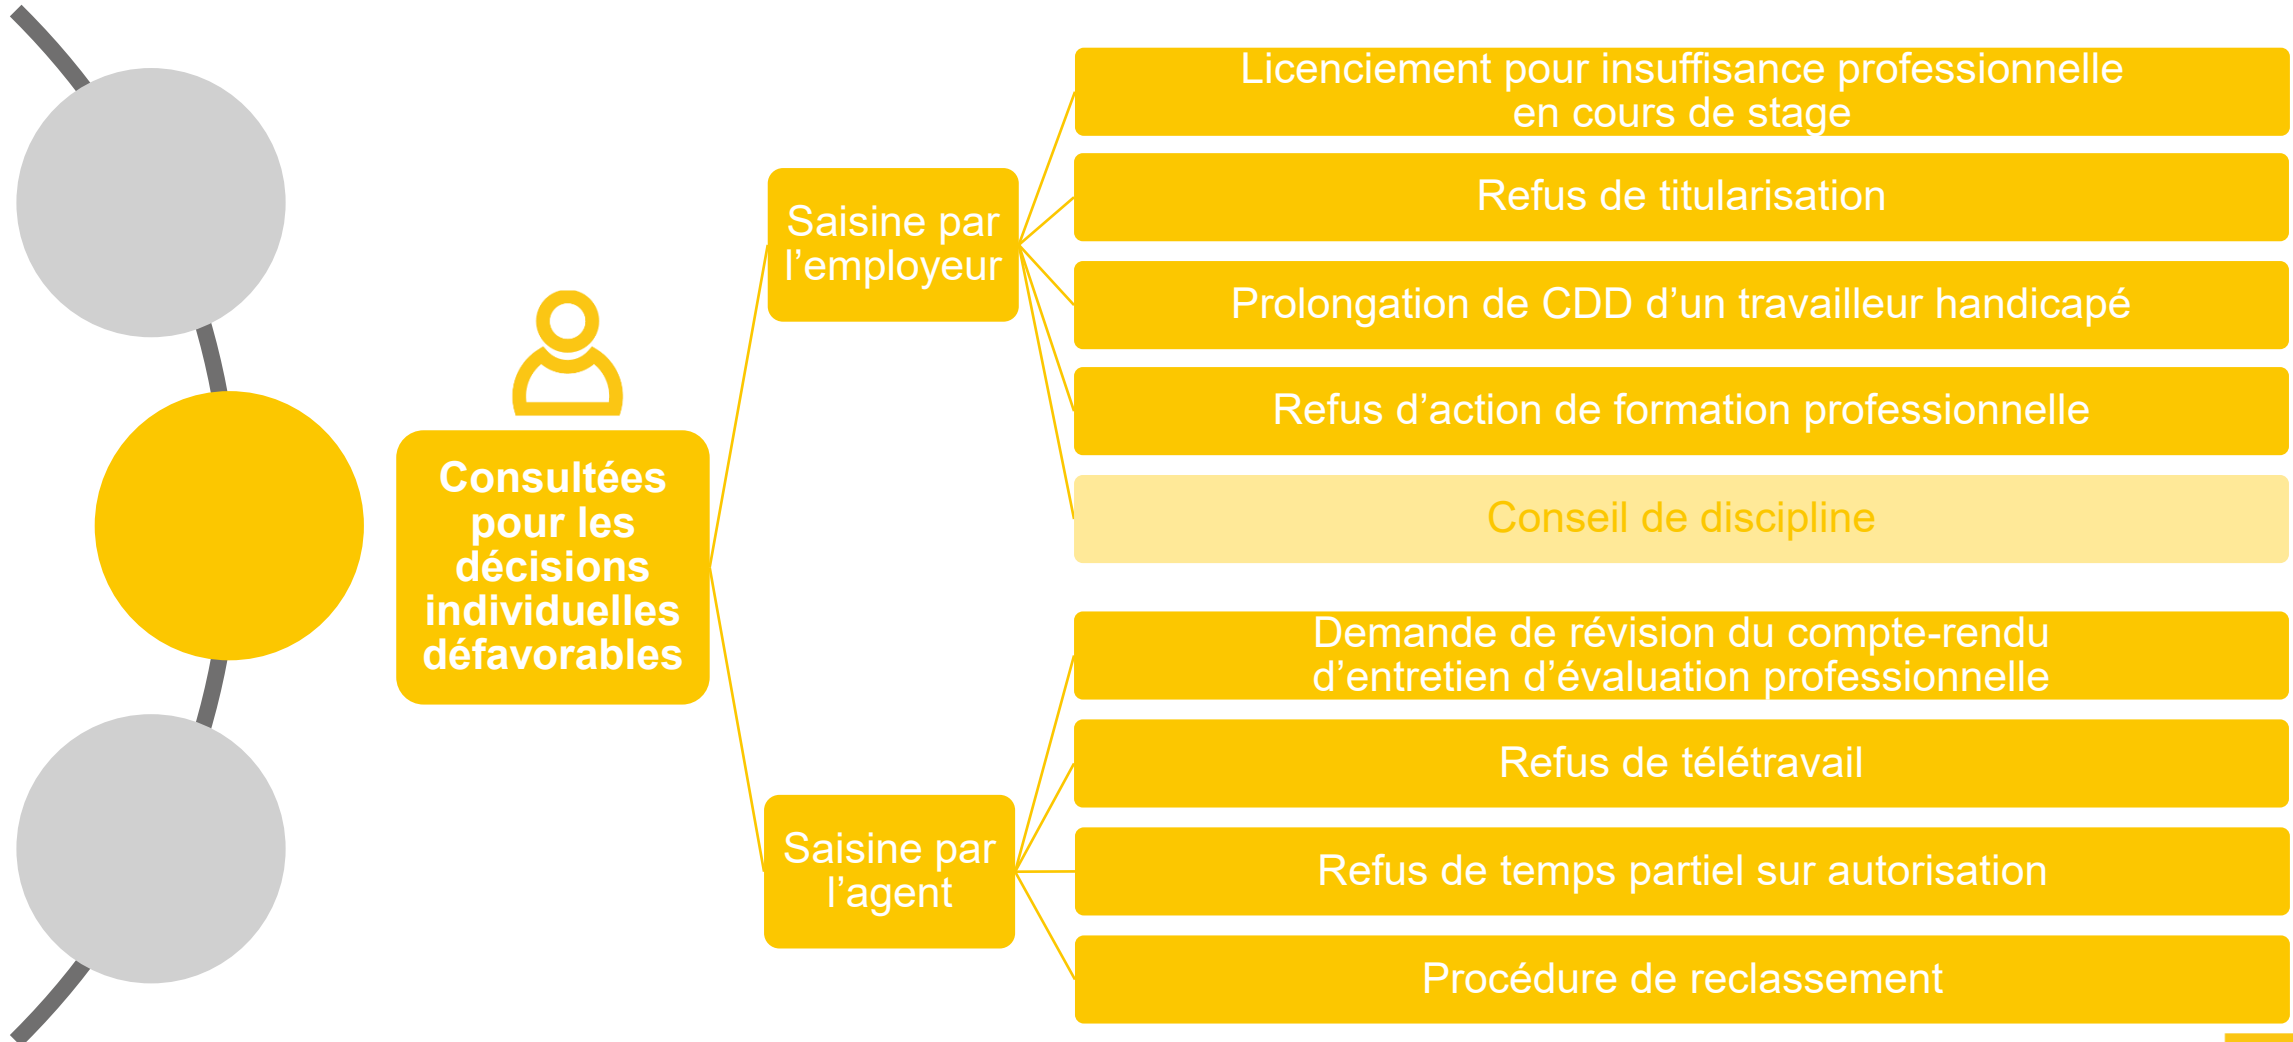 Consultées
pour les
décisions
individuelles
défavorables
Saisine par
l’employeur
Licenciement pour insuffisance professionnelle
en cours de stage
Refus de titularisation
Prolongation de CDD d’un travailleur handicapé
Refus d’action de formation professionnelle
Conseil de discipline
Saisine par
l’agent
Demande de révision du compte-rendu
d’entretien d’évaluation professionnelle
Refus de télétravail
Refus de temps partiel sur autorisation
Procédure de reclassement